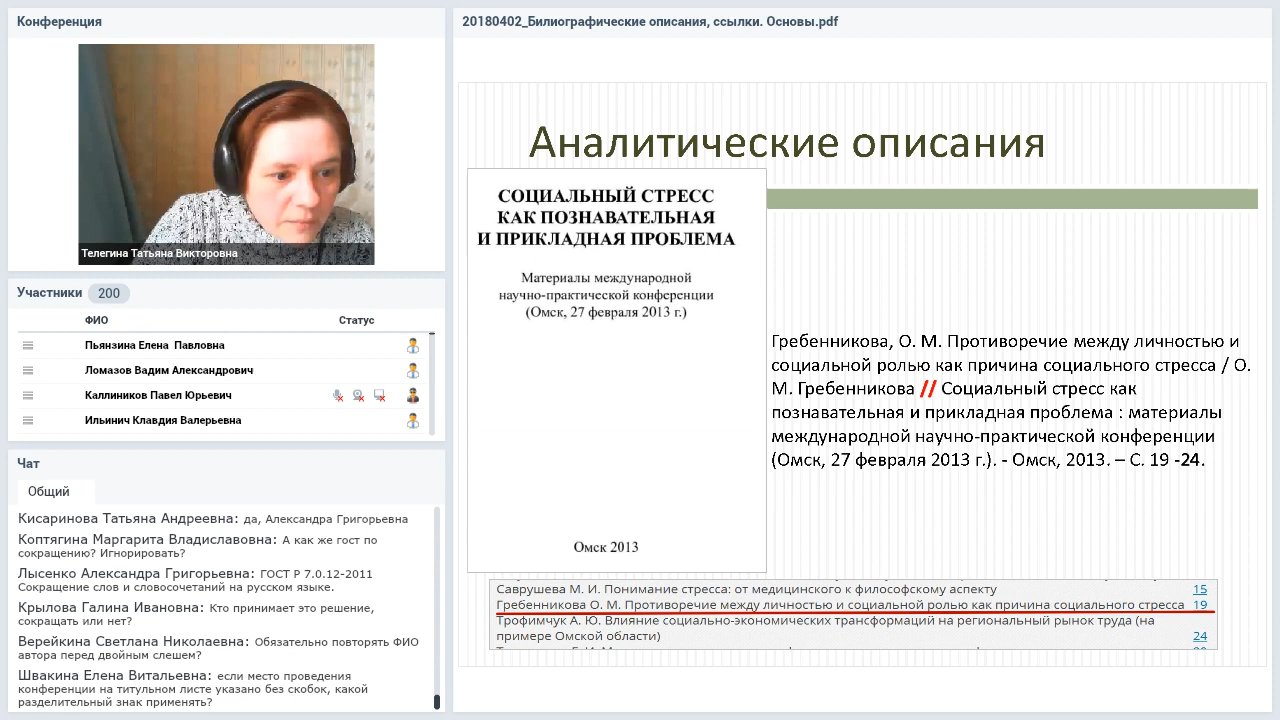 Конференция
Телегина Татьяна Викторовна
Участники 200
ФИО Статус
Пьянзина Елена Павловна
Ломазов Вадим Александрович
Каллиников Павел Юрьевич
Ильинич Клавдия Валерьевна
Чат
Общий
Кисаринова Татьяна Андреевна: да, Александра Григорьевна
Коптягина Маргарита Владиславовна: А как же гост по
сокращению? Игнорировать?
Лысенко Александра Григорьевна: ГОСТ Р 7.0.12-2011
Сокращение слов и словосочетаний на русском языке.
Крылова Галина Ивановна: Кто принимает это решение,
сокращать или нет?
Верейкина Светлана Николаевна: Обязательно повторять ФИО
автора перед двойным слешем?
Швакина Елена Витальевна: если место проведения
конференции на титульном листе указано без скобок, какой
разделительный знак применять?
20180402_Билиографические описания, ссылки. Основы.pdf
Аналитические описания
СОЦИАЛЬНЫЙ СТРЕСС
КАК ПОЗНАВАТЕЛЬНАЯ
И ПРИКЛАДНАЯ ПРОБЛЕМА
Материалы международной
научно-практической конференции
(Омск, 27 февраля 2013 г.)
Омск 2013
Гребенникова, О. М. Противоречие между личностью и
социальной ролью как причина социального стресса / О.
М. Гребенникова // Социальный стресс как
познавательная и прикладная проблема : материалы
международной научно-практической конференции
(Омск, 27 февраля 2013 г.). - Омск, 2013. – С. 19 -24.
Саврушева М. И. Понимание стресса: от медицинского к философскому аспекту 15
Гребенникова О. М. Противоречие между личностью и социальной ролью как причина социального стресса 19
Трофимчук А. Ю. Влияние социально-экономических трансформаций на региональный рынок труда (на
примере Омской области) 24